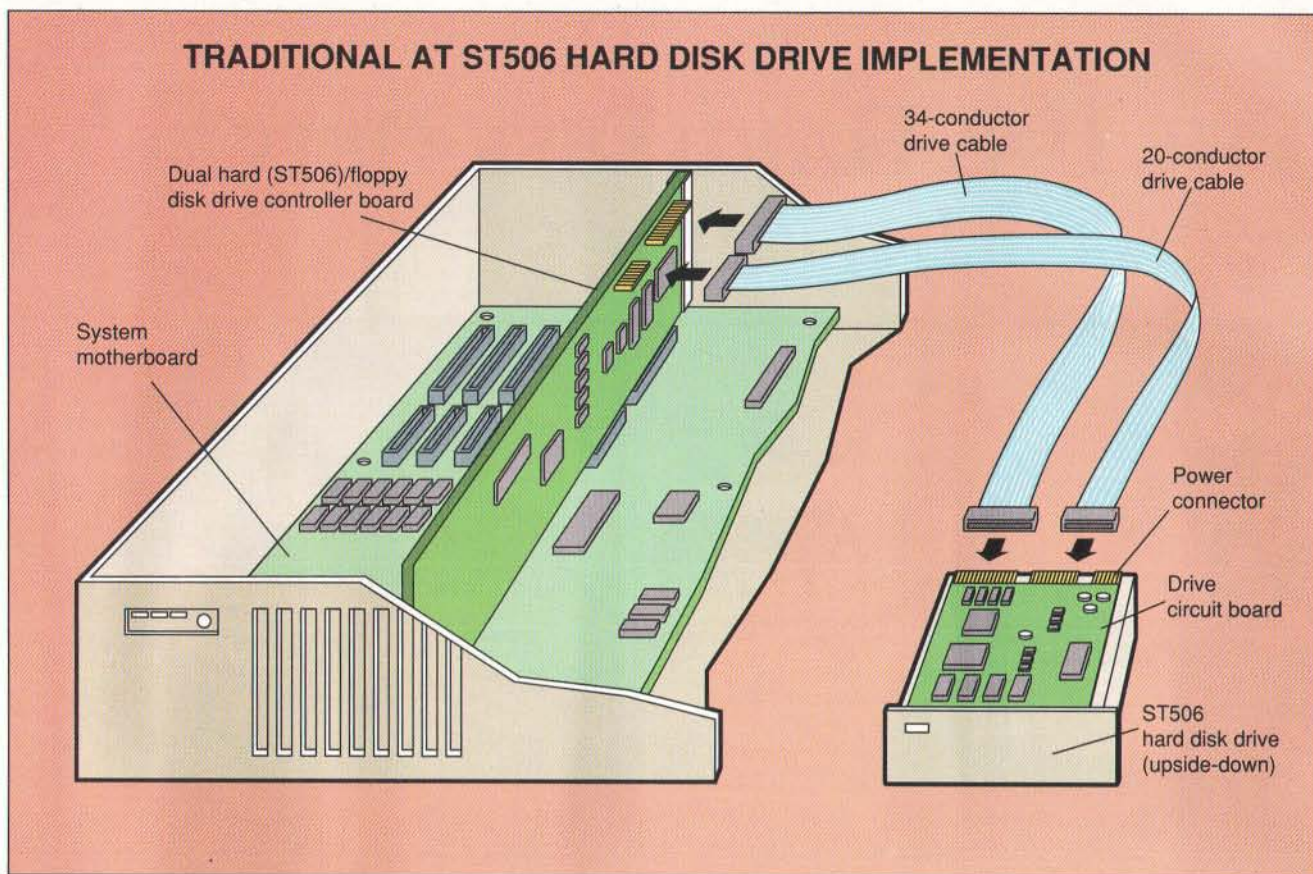 TRADITIONAL AT ST506 HARD DISK DRIVE IMPLEMENTATION
34-conductor
drive cable
20-conductor
drive cable
Dual hard (ST506)/floppy
disk drive controller board
System
motherboard
Power
connector
Drive
circuit board
ST506
hard disk drive
(upside-down)